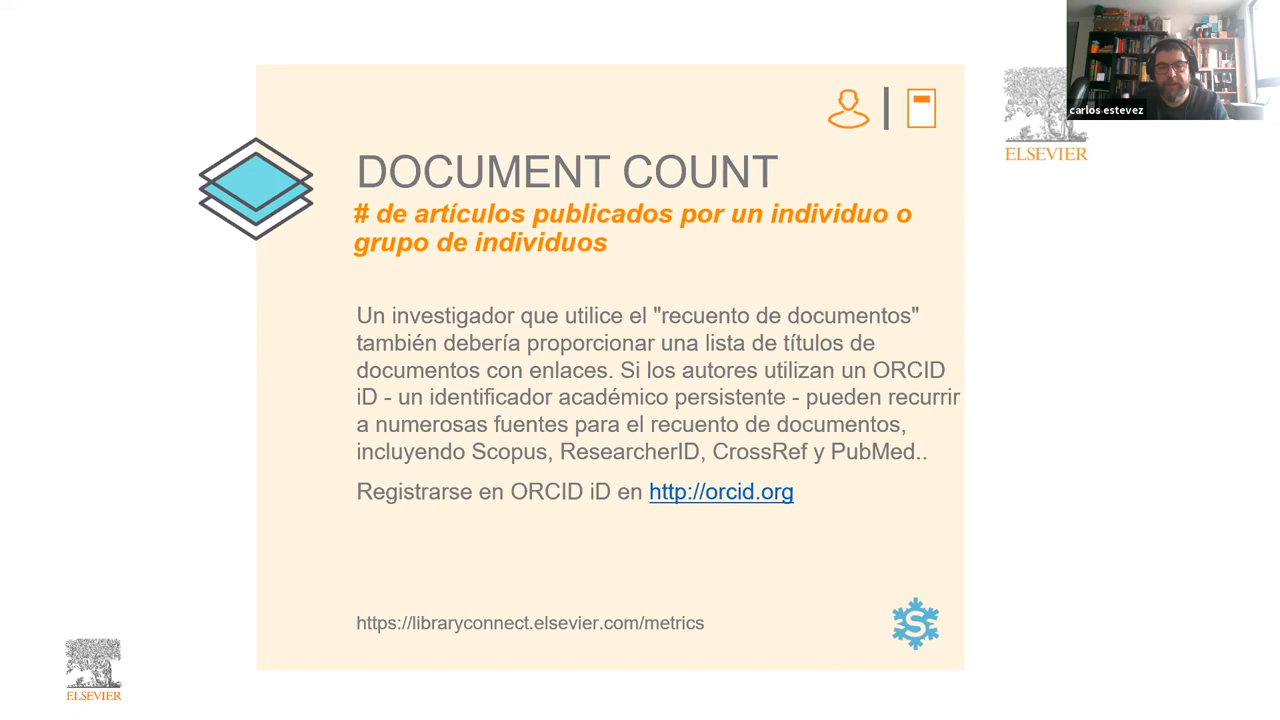 carlos estevez
ELSEVIER
DOCUMENT COUNT
# de artículos publicados por un individuo o
grupo de individuos
Un investigador que utilice el "recuento de documentos"
también debería proporcionar una lista de títulos de
documentos con enlaces. Si los autores utilizan un ORCID
iD - un identificador académico persistente - pueden recurrir
a numerosas fuentes para el recuento de documentos,
incluyendo Scopus, ResearcherID, CrossRef y PubMed..
Registrarse en ORCID iD en http://orcid.org
https://libraryconnect.elsevier.com/metrics
S
ELSEVIER